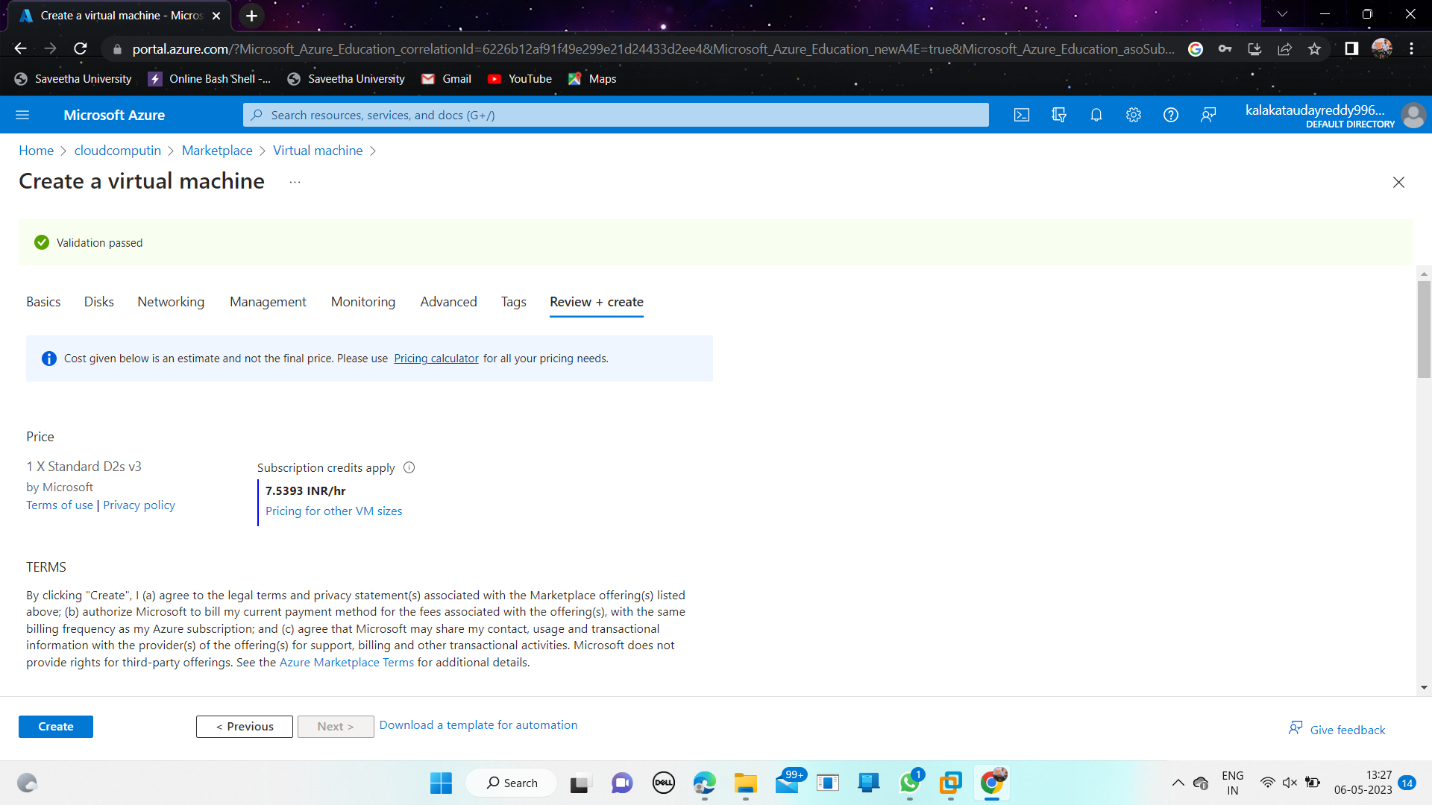 Create a virtual machine - Micros
portal.azure.com/?Microsoft_Azure_Education_correlationId=6226b12af91f49e299e21d24433d2ee4&Microsoft_Azure_Education_newA4E=true&Microsoft_Azure_Education_asoSub...
Saveetha University
Online Bash Shell -...
Saveetha University
Gmail
YouTube
Maps
Microsoft Azure
Search resources, services, and docs (G+/)
kalakataudayreddy996...
DEFAULT DIRECTORY
Home > cloudcomputin > Marketplace > Virtual machine >
Create a virtual machine ...
Validation passed
Basics Disks Networking Management Monitoring Advanced Tags Review + create
Cost given below is an estimate and not the final price. Please use Pricing calculator for all your pricing needs.
Price
1 X Standard D2s v3
by Microsoft
Terms of use | Privacy policy
Subscription credits apply
7.5393 INR/hr
Pricing for other VM sizes
TERMS
By clicking "Create", I (a) agree to the legal terms and privacy statement(s) associated with the Marketplace offering(s) listed
above; (b) authorize Microsoft to bill my current payment method for the fees associated with the offering(s), with the same
billing frequency as my Azure subscription; and (c) agree that Microsoft may share my contact, usage and transactional
information with the provider(s) of the offering(s) for support, billing and other transactional activities. Microsoft does not
provide rights for third-party offerings. See the Azure Marketplace Terms for additional details.
Create
< Previous
Next >
Download a template for automation
Give feedback
Search
DELL
99+
1
ENG
IN
13:27
06-05-2023
14